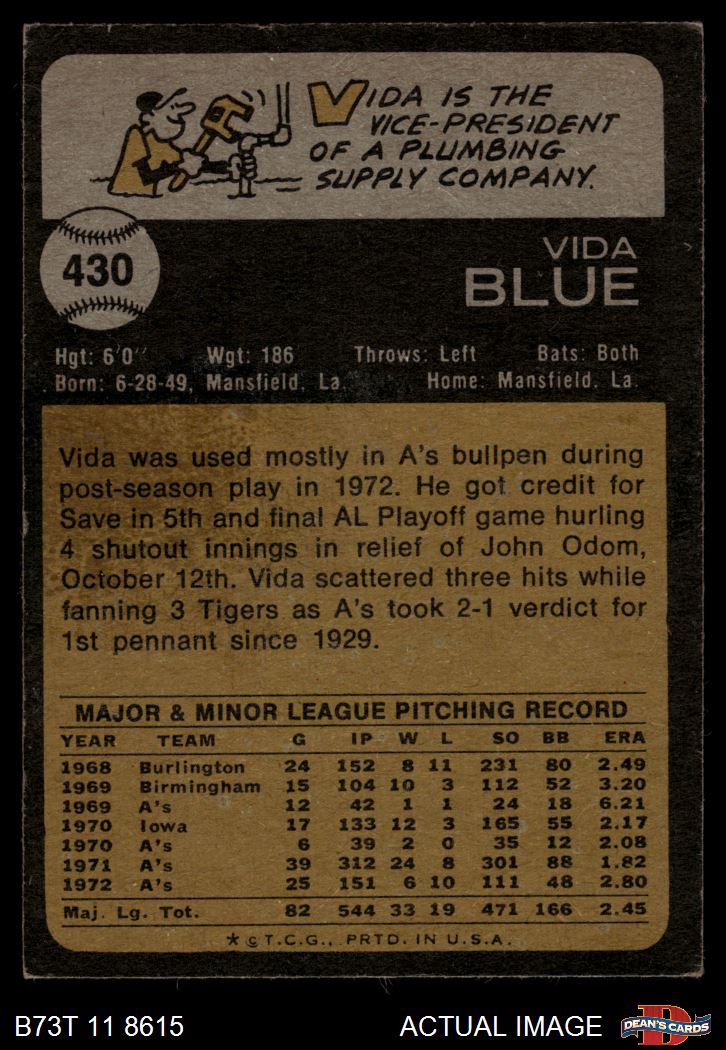 VIDA IS THE
VICE-PRESIDENT
OF A PLUMBING
SUPPLY COMPANY.
430
VIDA
BLUE
Hgt: 6'0" Wgt: 186 Throws: Left Bats: Both
Born: 6-28-49, Mansfield, La. Home: Mansfield, La.
Vida was used mostly in A's bullpen during
post-season play in 1972. He got credit for
Save in 5th and final AL Playoff game hurling
4 shutout innings in relief of John Odom,
October 12th. Vida scattered three hits while
fanning 3 Tigers as A's took 2-1 verdict for
1st pennant since 1929.
MAJOR & MINOR LEAGUE PITCHING RECORD
YEAR TEAM G IP W L SO BB ERA
1968 Burlington 24 152 8 11 231 80 2.49
1969 Birmingham 15 104 10 3 112 52 3.20
1969 A's 12 42 1 1 24 18 6.21
1970 Iowa 17 133 12 3 165 55 2.17
1970 A's 6 39 2 0 35 12 2.08
1971 A's 39 312 24 8 301 88 1.82
1972 A's 25 151 6 10 111 48 2.80
Maj. Lg. Tot. 82 544 33 19 471 166 2.45
* © T.C.G., PRTD. IN U.S.A.
B73T 11 8615 ACTUAL IMAGE D DEAN'S CARDS